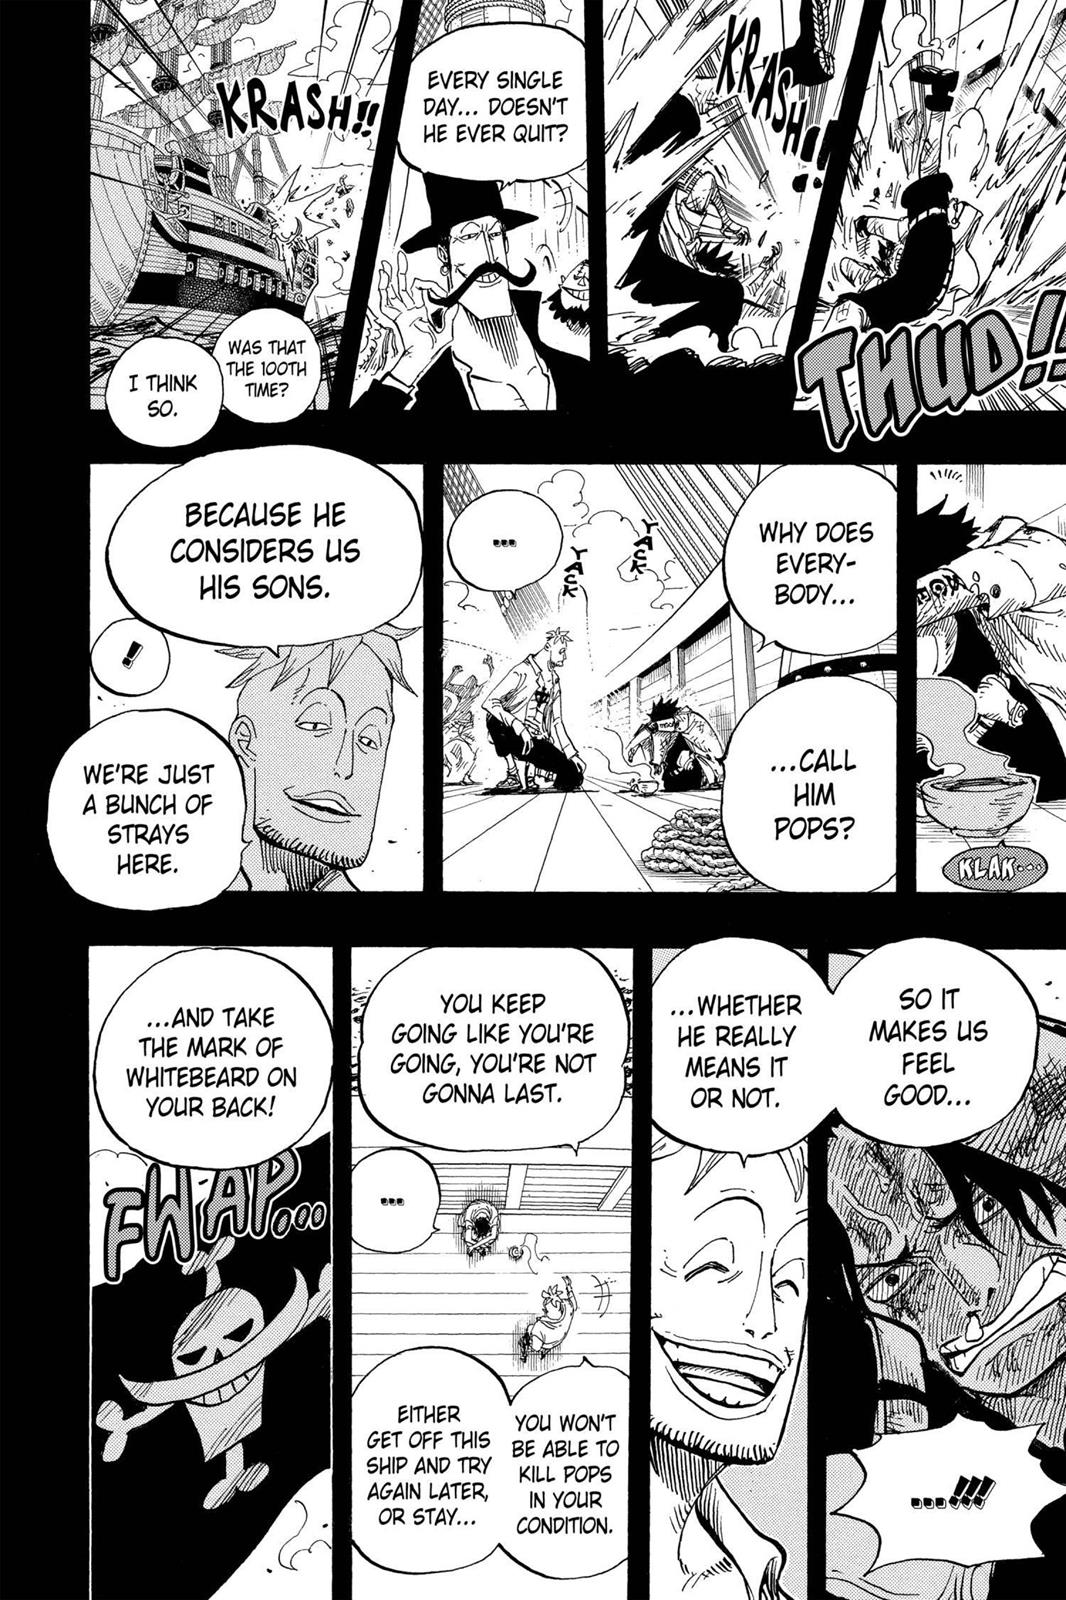 KRASH!!
THUD!!
KRASH!!
EVERY SINGLE
DAY... DOESN'T
HE EVER QUIT?
WAS THAT
THE 100TH
TIME?
I THINK
SO.
KLAK...
WHY DOES
EVERY-
BODY...
...CALL
HIM
POPS?
YACK
YACK
...
BECAUSE HE
CONSIDERS US
HIS SONS.
!
WE'RE JUST
A BUNCH OF
STRAYS
HERE.
SO IT
MAKES US
FEEL
GOOD...
...!!!
...WHETHER
HE REALLY
MEANS IT
OR NOT.
YOU KEEP
GOING LIKE YOU'RE
GOING, YOU'RE NOT
GONNA LAST.
...
YOU WON'T
BE ABLE TO
KILL POPS
IN YOUR
CONDITION.
EITHER
GET OFF THIS
SHIP AND TRY
AGAIN LATER,
OR STAY...
...AND TAKE
THE MARK OF
WHITEBEARD ON
YOUR BACK!
FWAP...